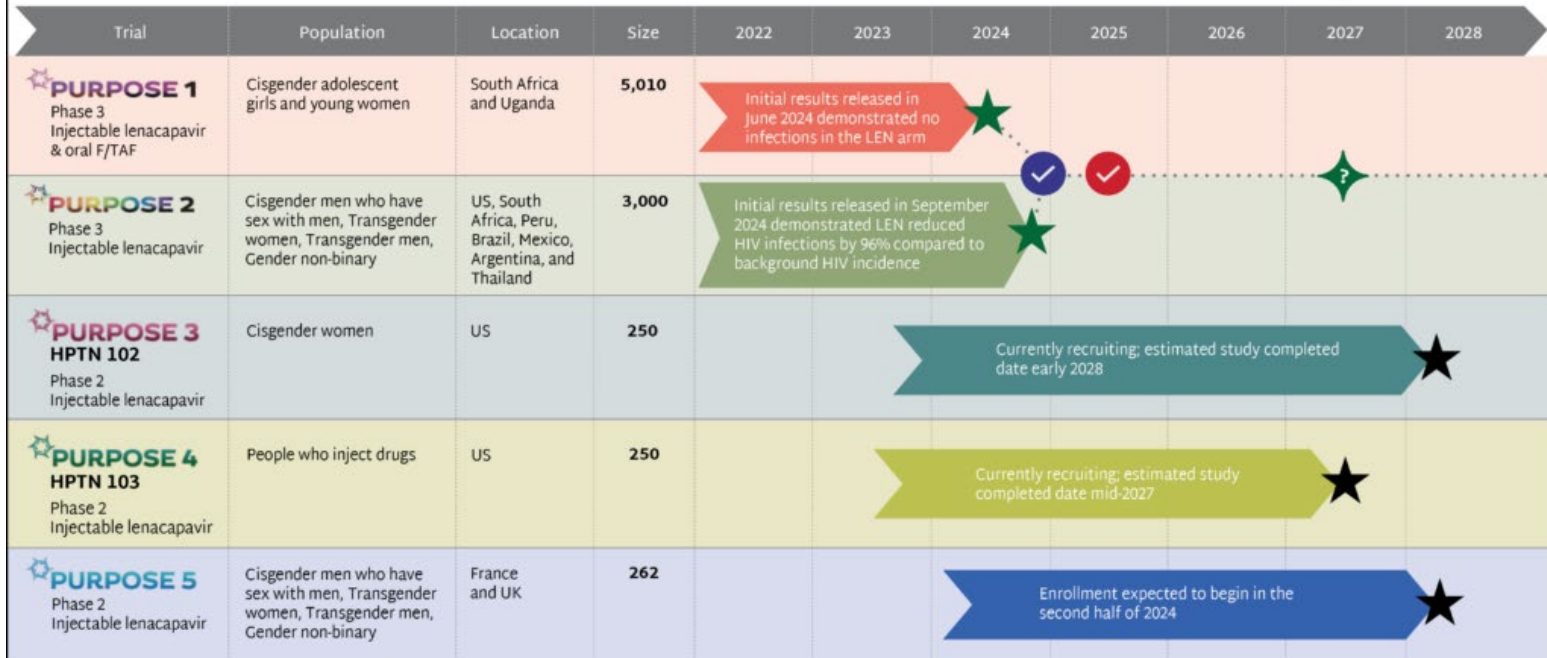 Trial Population Location Size 2022 2023 2024 2025 2026 2027 2028
PURPOSE 1
Phase 3
Injectable lenacapavir
& oral F/TAF
Cisgender adolescent
girls and young women
South Africa
and Uganda
5,010
Initial results released in
June 2024 demonstrated no
infections in the LEN arm
?
PURPOSE 2
Phase 3
Injectable lenacapavir
Cisgender men who have
sex with men, Transgender
women, Transgender men,
Gender non-binary
US, South
Africa, Peru,
Brazil, Mexico,
Argentina, and
Thailand
3,000
Initial results released in September
2024 demonstrated LEN reduced
HIV infections by 96% compared to
background HIV incidence
PURPOSE 3
HPTN 102
Phase 2
Injectable lenacapavir
Cisgender women
US
250
Currently recruiting; estimated study completed
date early 2028
PURPOSE 4
HPTN 103
Phase 2
Injectable lenacapavir
People who inject drugs
US
250
Currently recruiting; estimated study
completed date mid-2027
PURPOSE 5
Phase 2
Injectable lenacapavir
Cisgender men who have
sex with men, Transgender
women, Transgender men,
Gender non-binary
France
and UK
262
Enrollment expected to begin in the
second half of 2024